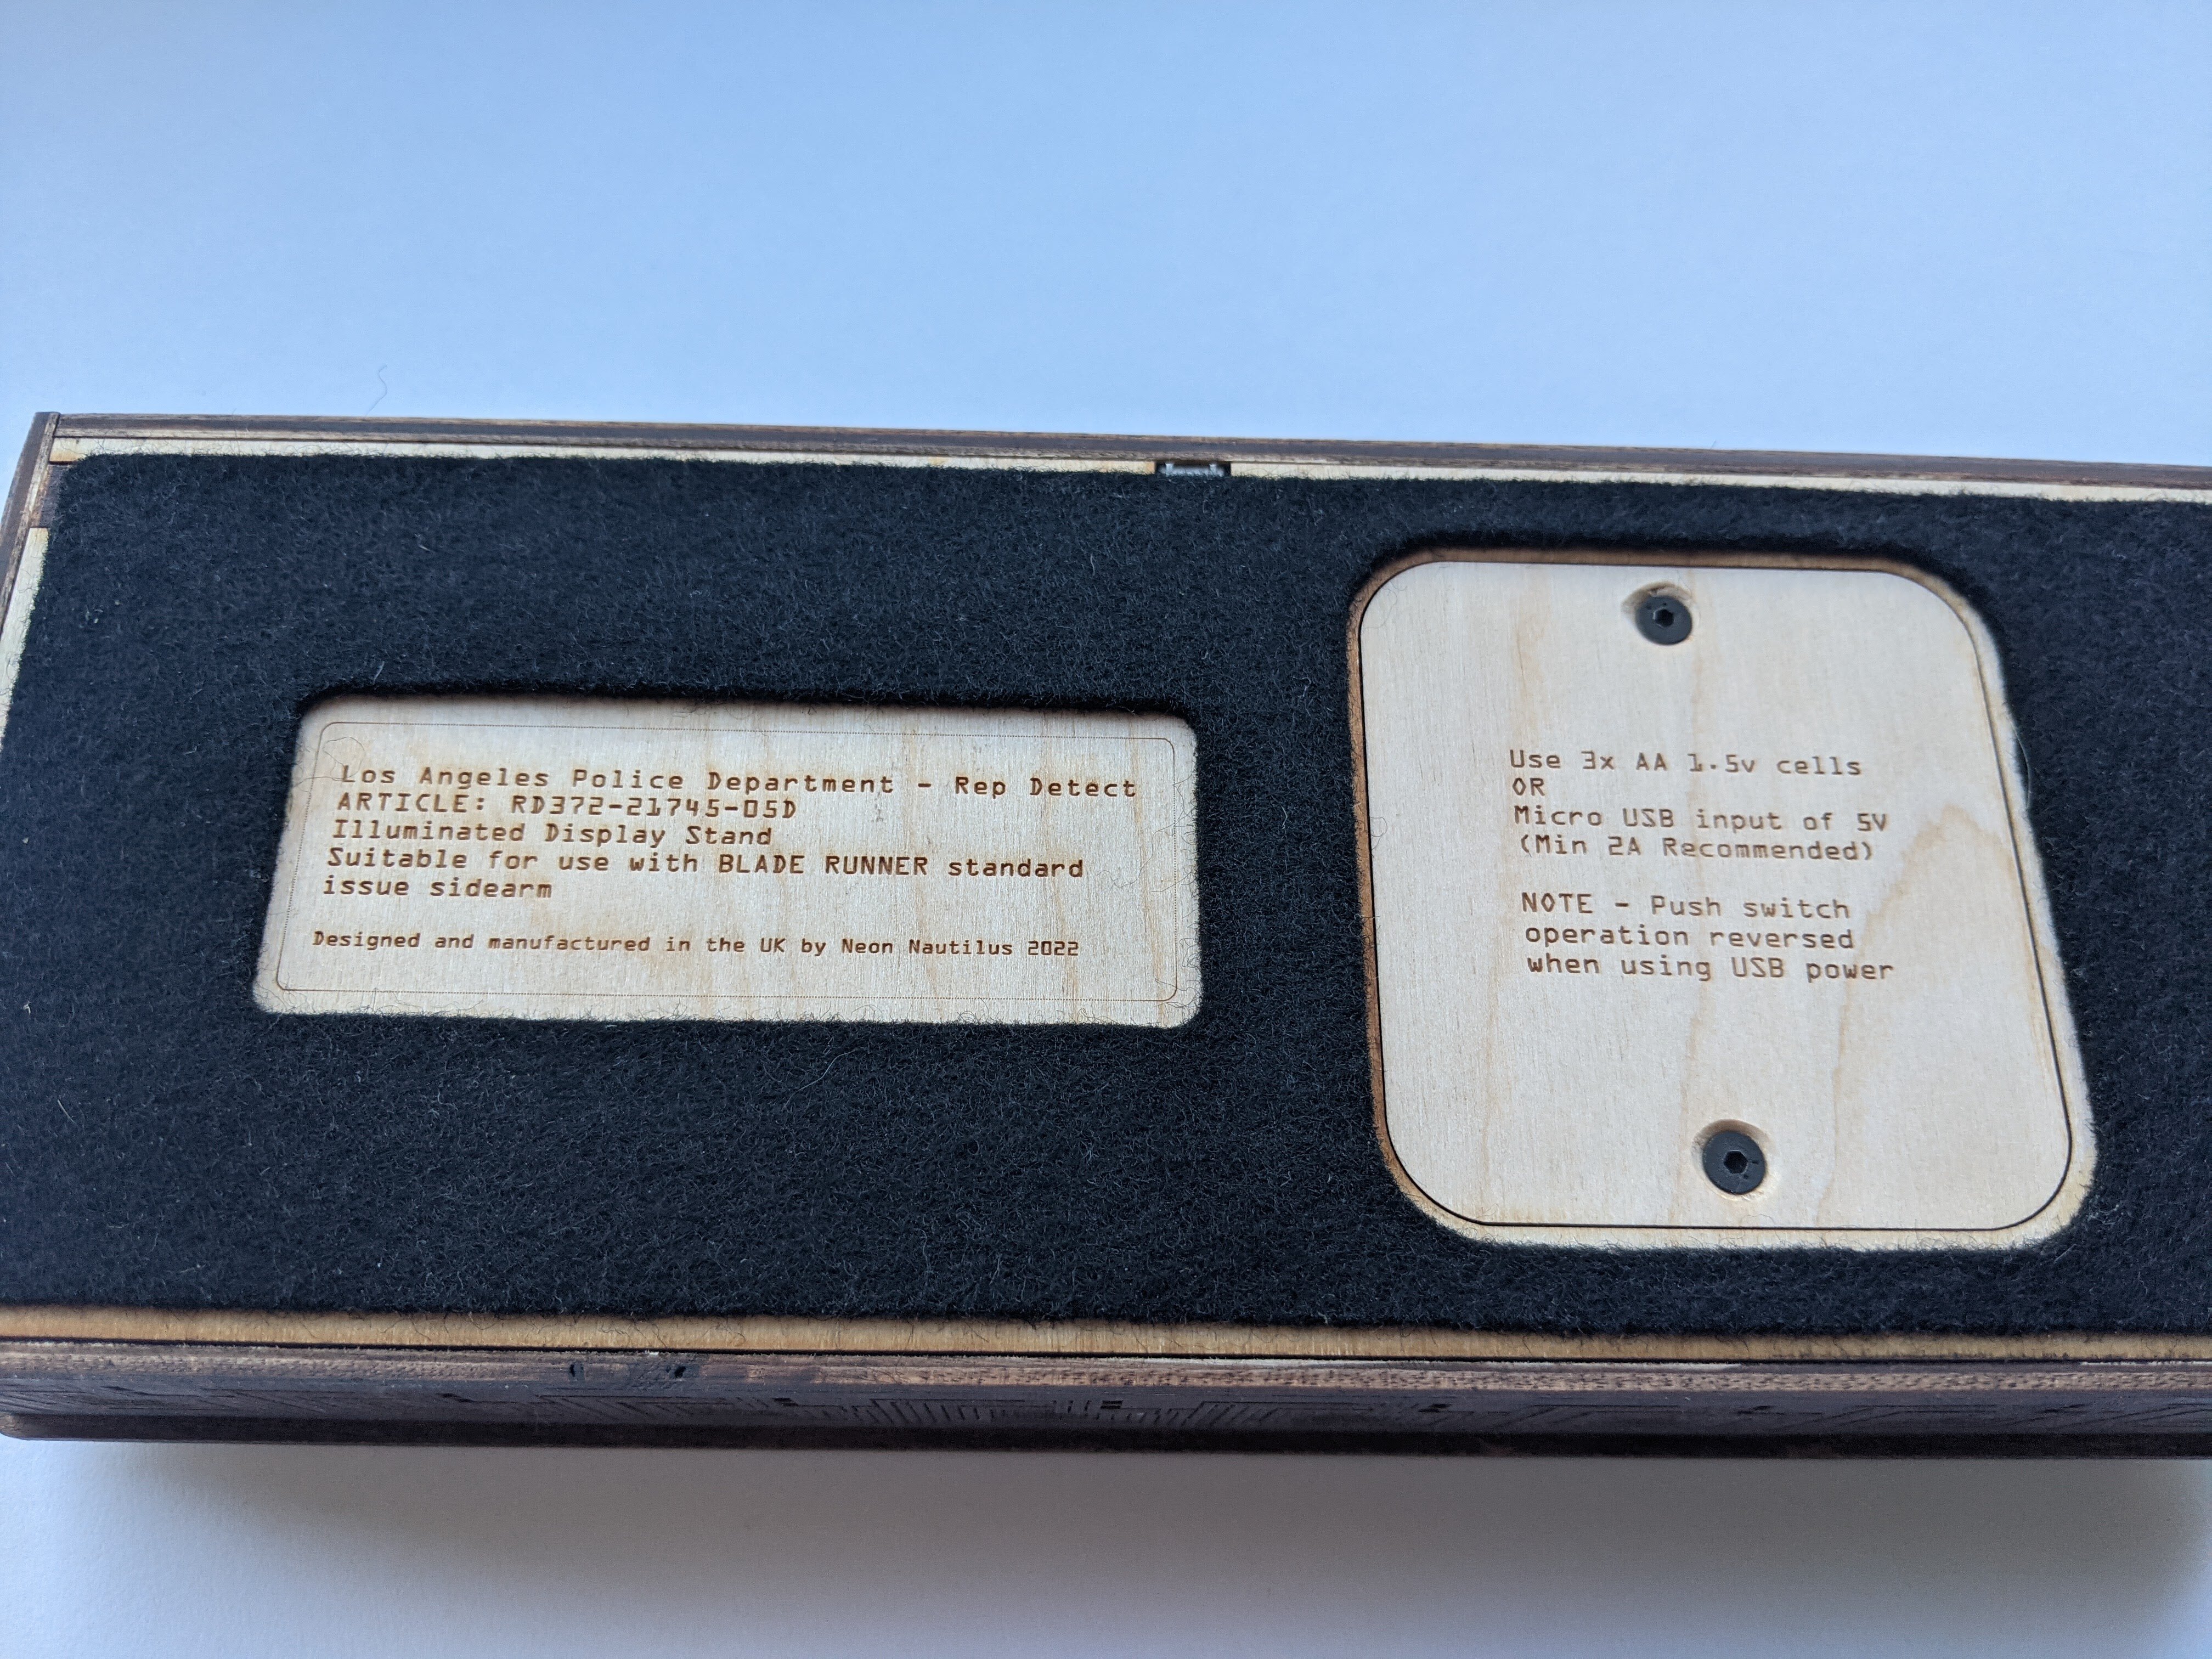 Los Angeles Police Department - Rep Detect
ARTICLE: RD372-21745-05D
Illuminated Display Stand
Suitable for use with BLADE RUNNER standard
issue sidearm
Designed and manufactured in the UK by Neon Nautilus 2022
Use 3x AA 1.5v cells
OR
Micro USB input of 5V
(Min 2A Recommended)
NOTE - Push switch
operation reversed
when using USB power